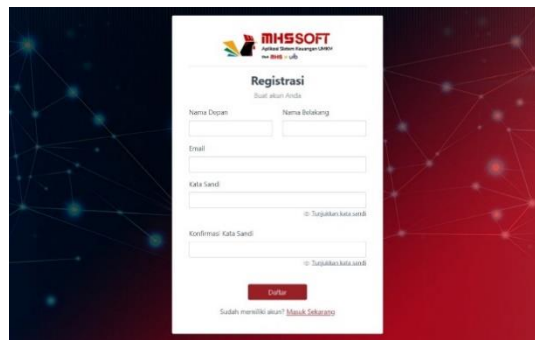 MHSSOFT
Aplikasi Sistem Keuangan UMKM
Registrasi
Buat akun Anda
Nama Depan Nama Belakang
Email
Kata Sandi
Tunjukkan kata sandi
Konfirmasi Kata Sandi
Tunjukkan kata sandi
Daftar
Sudah memiliki akun? Masuk Sekarang